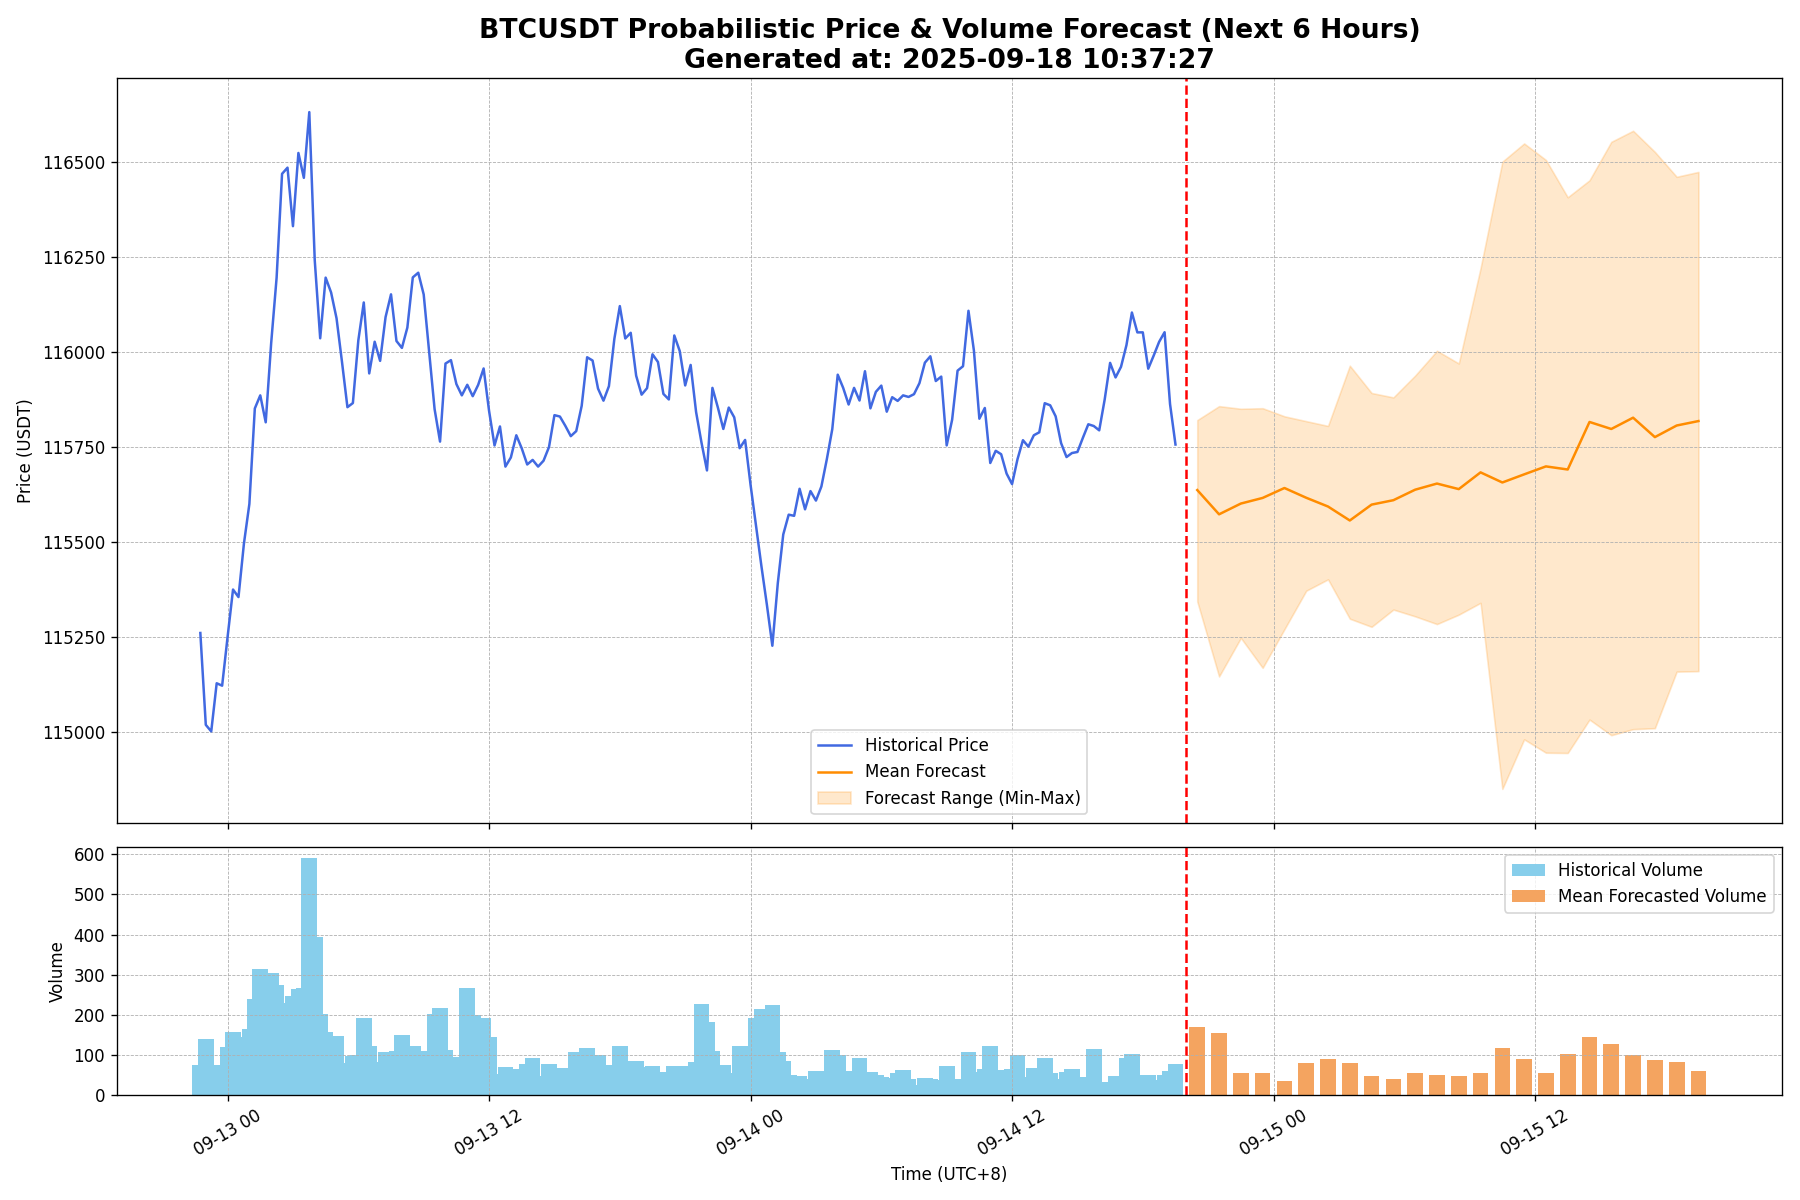 BTCUSDT Probabilistic Price & Volume Forecast (Next 6 Hours)
Generated at: 2025-09-18 10:37:27
Price (USDT)
116500
116250
116000
115750
115500
115250
115000
Historical Price
Mean Forecast
Forecast Range (Min-Max)
Volume
600
500
400
300
200
100
0
Historical Volume
Mean Forecasted Volume
09-13 00
09-13 12
09-14 00
09-14 12
09-15 00
09-15 12
Time (UTC+8)